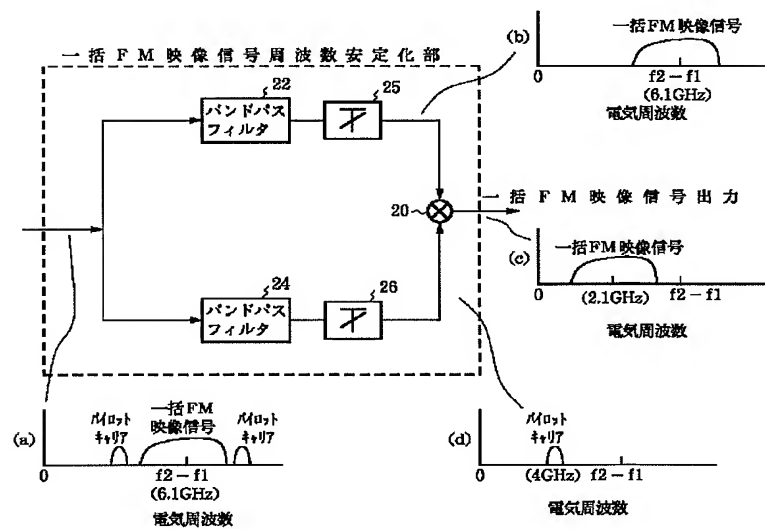 一括FM映像信号周波数安定化部
22
バンドパス
フィルタ
25
20
24
バンドパス
フィルタ
26
(b)
一括FM映像信号
0
f2−f1
(6.1GHz)
電気周波数
一括FM映像信号出力
(c)
一括FM映像信号
0
(2.1GHz)
f2−f1
電気周波数
(a)
パイロット
キャリア
一括FM
映像信号
パイロット
キャリア
0
f2−f1
(6.1GHz)
電気周波数
(d)
パイロット
キャリア
0
(4GHz)
f2−f1
電気周波数